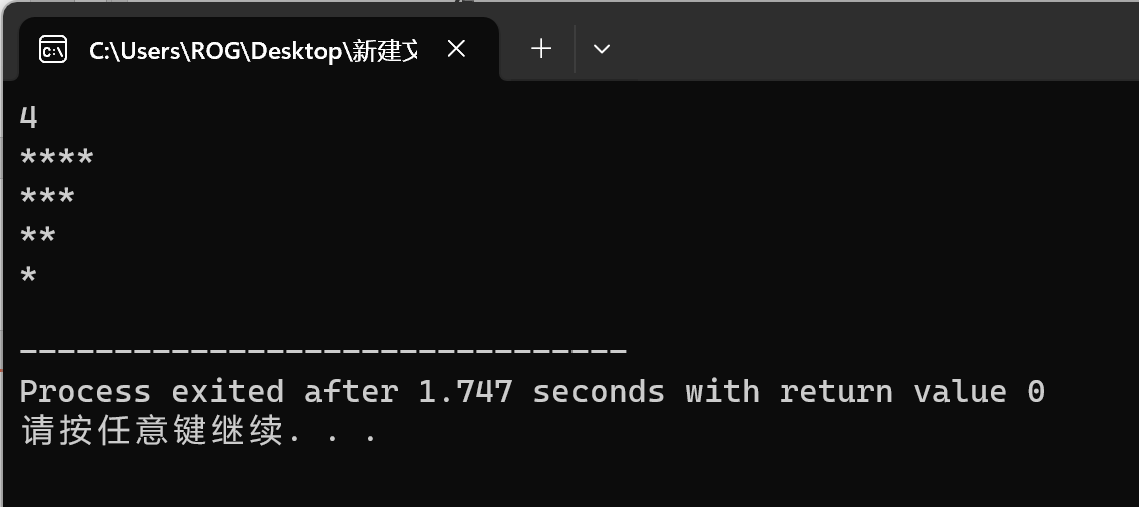 C:\Users\ROG\Desktop\新建文
4
****
***
**
*
--------------------------------
Process exited after 1.747 seconds with return value 0
请按任意键继续. . .